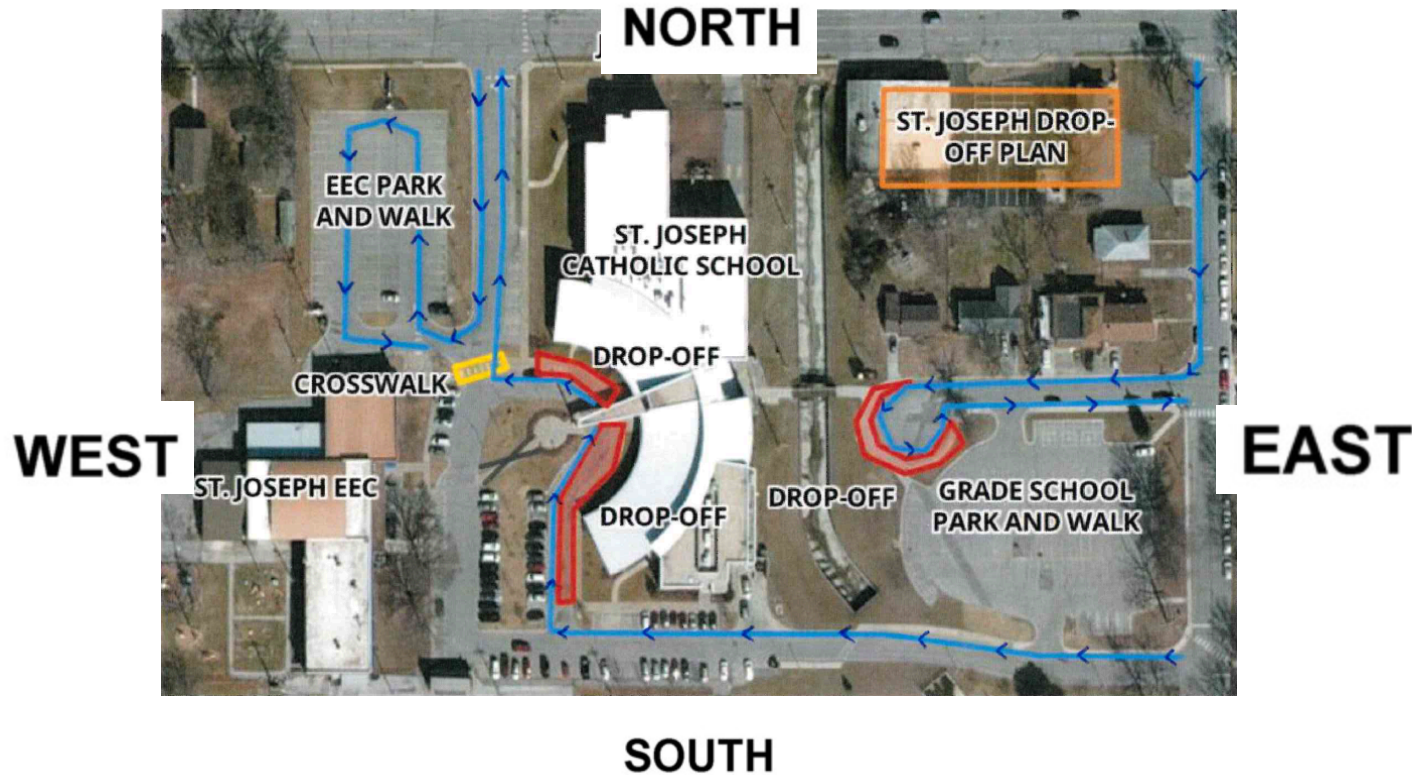 NORTH
ST. JOSEPH DROP-
OFF PLAN
EEC PARK
AND WALK
ST. JOSEPH
CATHOLIC SCHOOL
DROP-OFF
CROSSWALK
WEST
EAST
ST. JOSEPH EEC
DROP-OFF
DROP-OFF
GRADE SCHOOL
PARK AND WALK
SOUTH